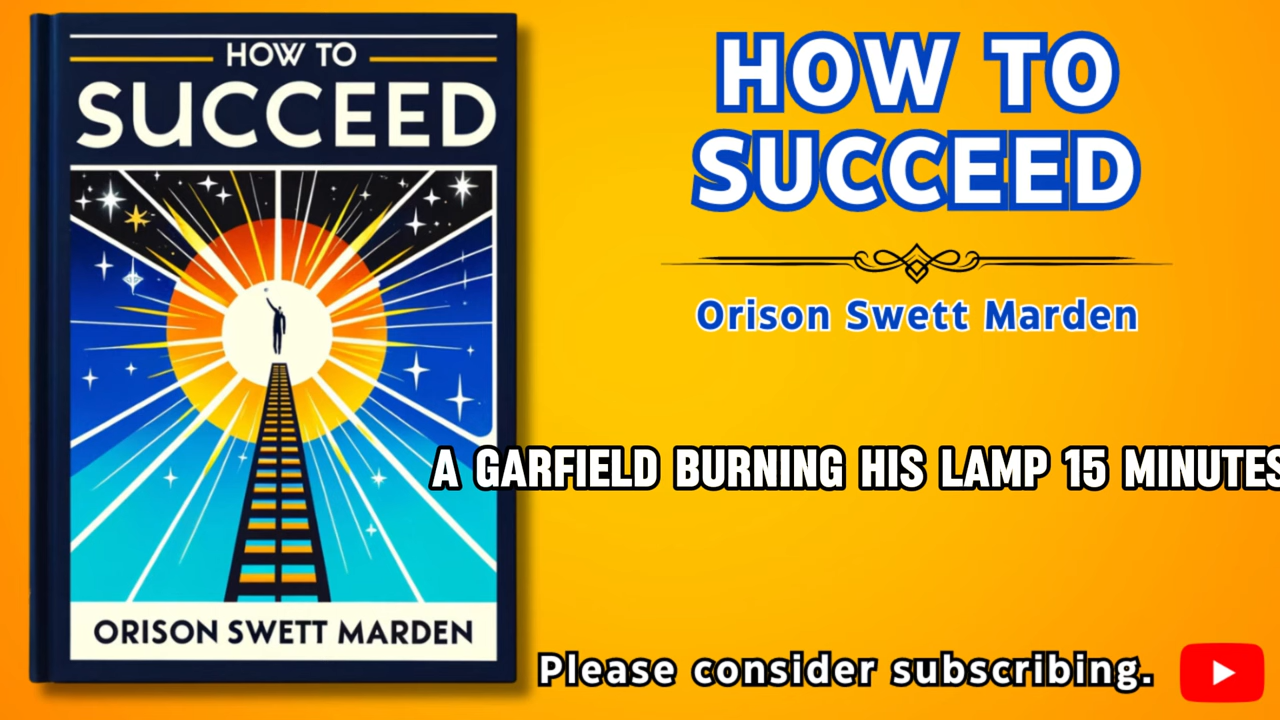 HOW TO
SUCCEED
ORISON SWETT MARDEN
HOW TO
SUCCEED
Orison Swett Marden
A GARFIELD BURNING HIS LAMP 15 MINUTES
Please consider subscribing.